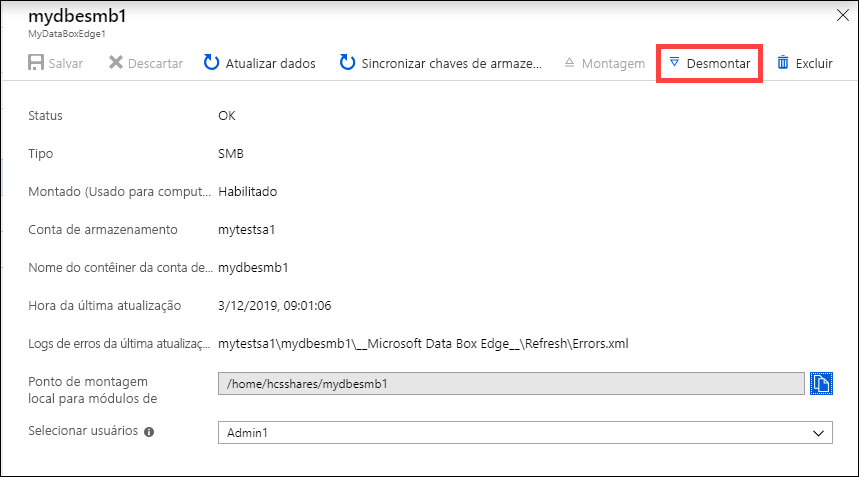 mydbesmb1
MyDataBoxEdge1
Salvar Descartar Atualizar dados Sincronizar chaves de armaze... Montagem Desmontar Excluir
Status OK
Tipo SMB
Montado (Usado para comput... Habilitado
Conta de armazenamento mytestsa1
Nome do contêiner da conta de... mydbesmb1
Hora da última atualização 3/12/2019, 09:01:06
Logs de erros da última atualizaç... mytestsa1\mydbesmb1\__Microsoft Data Box Edge__\Refresh\Errors.xml
Ponto de montagem
local para módulos de /home/hcsshares/mydbesmb1
Selecionar usuários Admin1